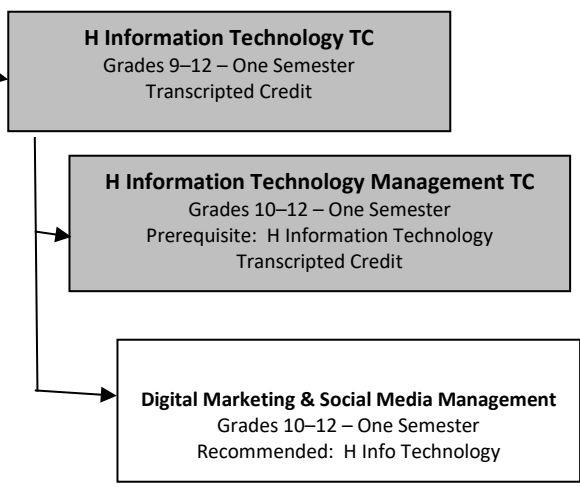 H Information Technology TC
Grades 9–12 – One Semester
Transcripted Credit
H Information Technology Management TC
Grades 10–12 – One Semester
Prerequisite: H Information Technology
Transcripted Credit
Digital Marketing & Social Media Management
Grades 10–12 – One Semester
Recommended: H Info Technology